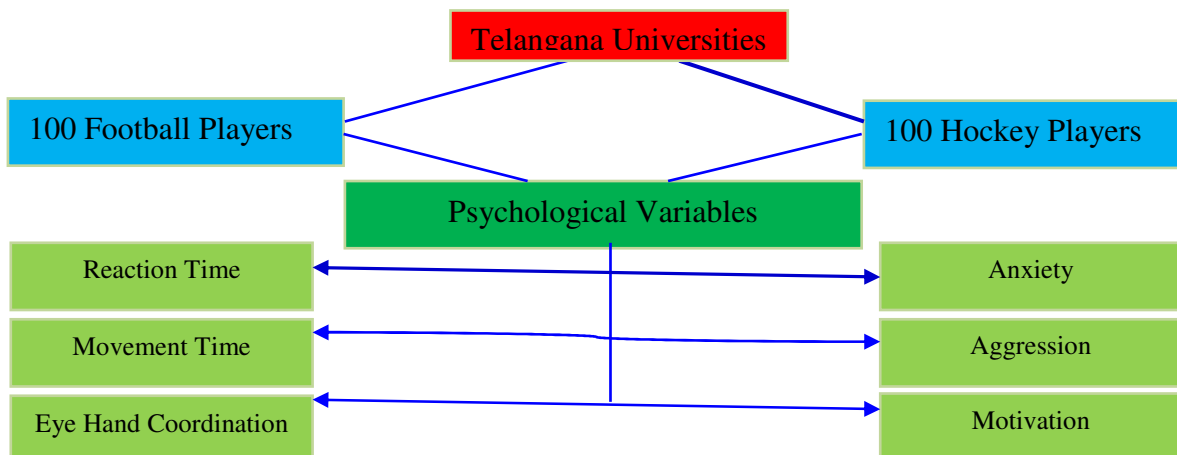 Telangana Universities
100 Football Players
100 Hockey Players
Psychological Variables
Reaction Time
Anxiety
Movement Time
Aggression
Eye Hand Coordination
Motivation